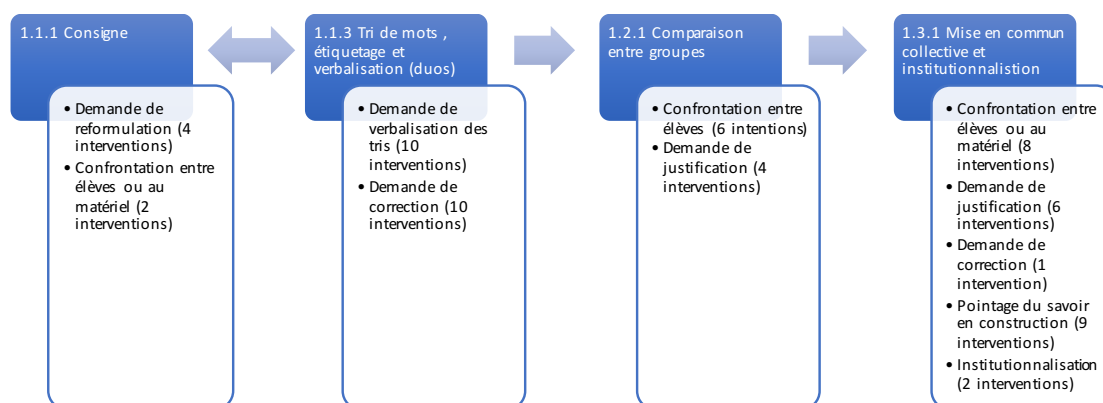 1.1.1 Consigne
• Demande de
reformulation (4
interventions)
• Confrontation entre
élèves ou au
matériel (2
interventions)
1.1.3 Tri de mots ,
étiquetage et
verbalisation (duos)
• Demande de
verbalisation des
tris (10
interventions)
• Demande de
correction (10
interventions)
1.2.1 Comparaison
entre groupes
• Confrontation entre
élèves (6 intentions)
• Demande de
justification (4
interventions)
1.3.1 Mise en commun
collective et
institutionnalistion
• Confrontation entre
élèves ou au
matériel (8
interventions)
• Demande de
justification (6
interventions)
• Demande de
correction (1
intervention)
• Pointage du savoir
en construction (9
interventions)
• Institutionnalisation
(2 interventions)